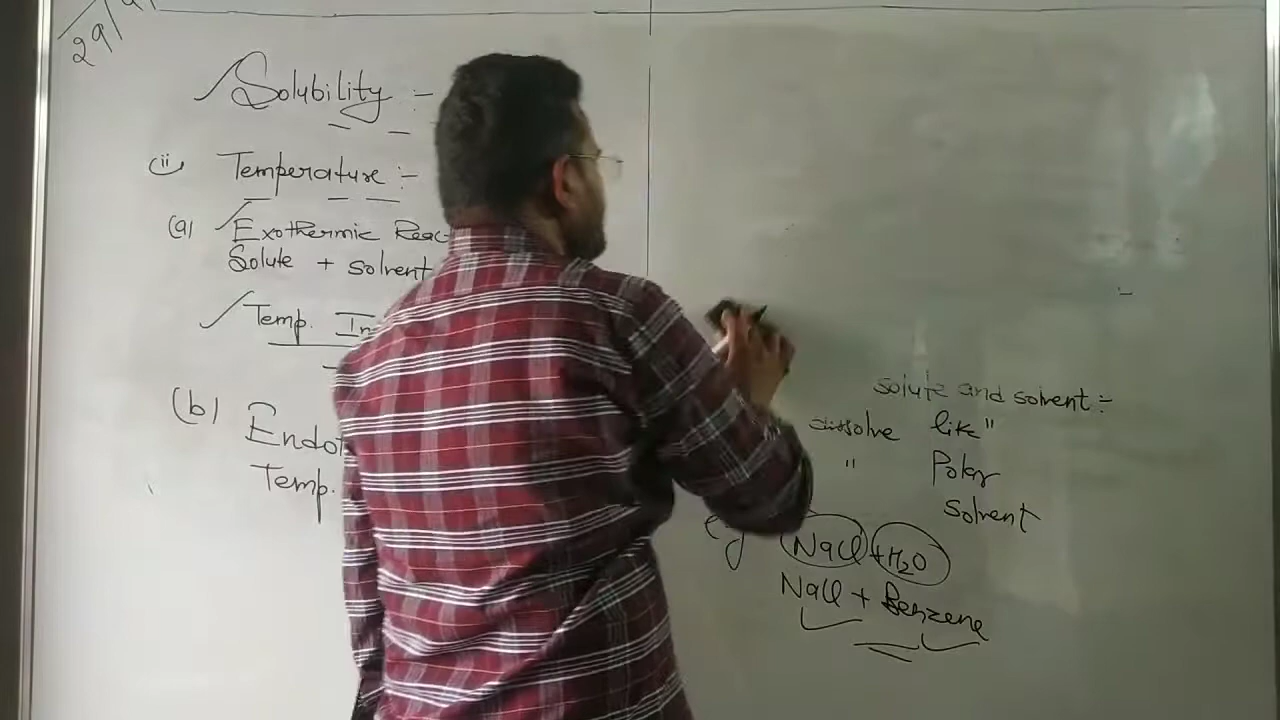 29/
Solubility :-
(ii) Temperature :-
(a) Exothermic Reac
Solute + solvent
Temp. In
(b) Endot
Temp.
solute and solvent :-
dissolve like"
" Polar
solvent
eg NaCl + H₂O
NaCl + Benzene